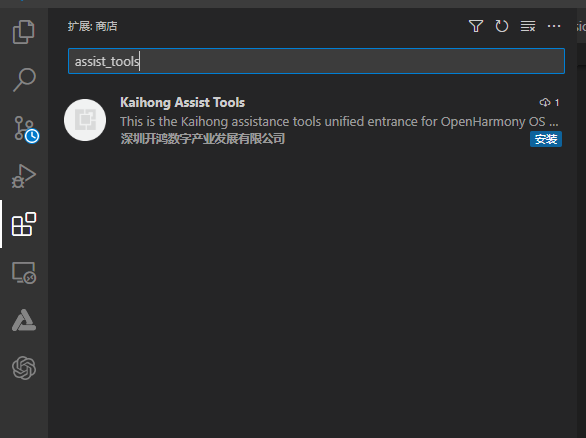 扩展: 商店
assist_tools
Kaihong Assist Tools
1
This is the Kaihong assistance tools unified entrance for OpenHarmony OS ...
深圳开鸿数字产业发展有限公司
安装